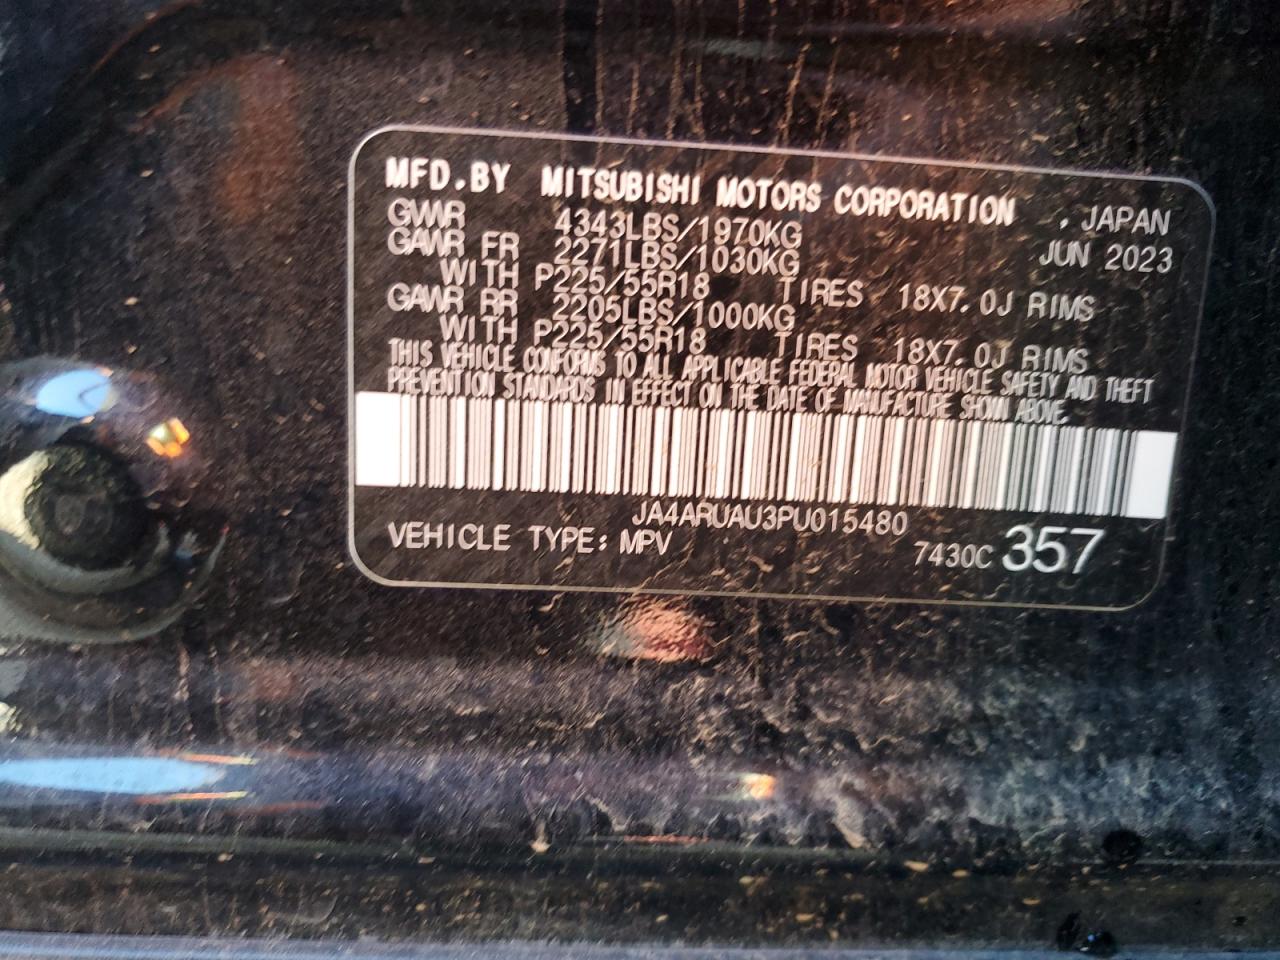 MFD.BY MITSUBISHI MOTORS CORPORATION , JAPAN
GVWR 4343LBS/1970KG JUN 2023
GAWR FR 2271LBS/1030KG
WITH P225/55R18 TIRES 18X7.0J RIMS
GAWR RR 2205LBS/1000KG
WITH P225/55R18 TIRES 18X7.0J RIMS
THIS VEHICLE CONFORMS TO ALL APPLICABLE FEDERAL MOTOR VEHICLE SAFETY AND THEFT
PREVENTION STANDARDS IN EFFECT ON THE DATE OF MANUFACTURE SHOWN ABOVE.
JA4ARUAU3PU015480
VEHICLE TYPE: MPV 7430C 357